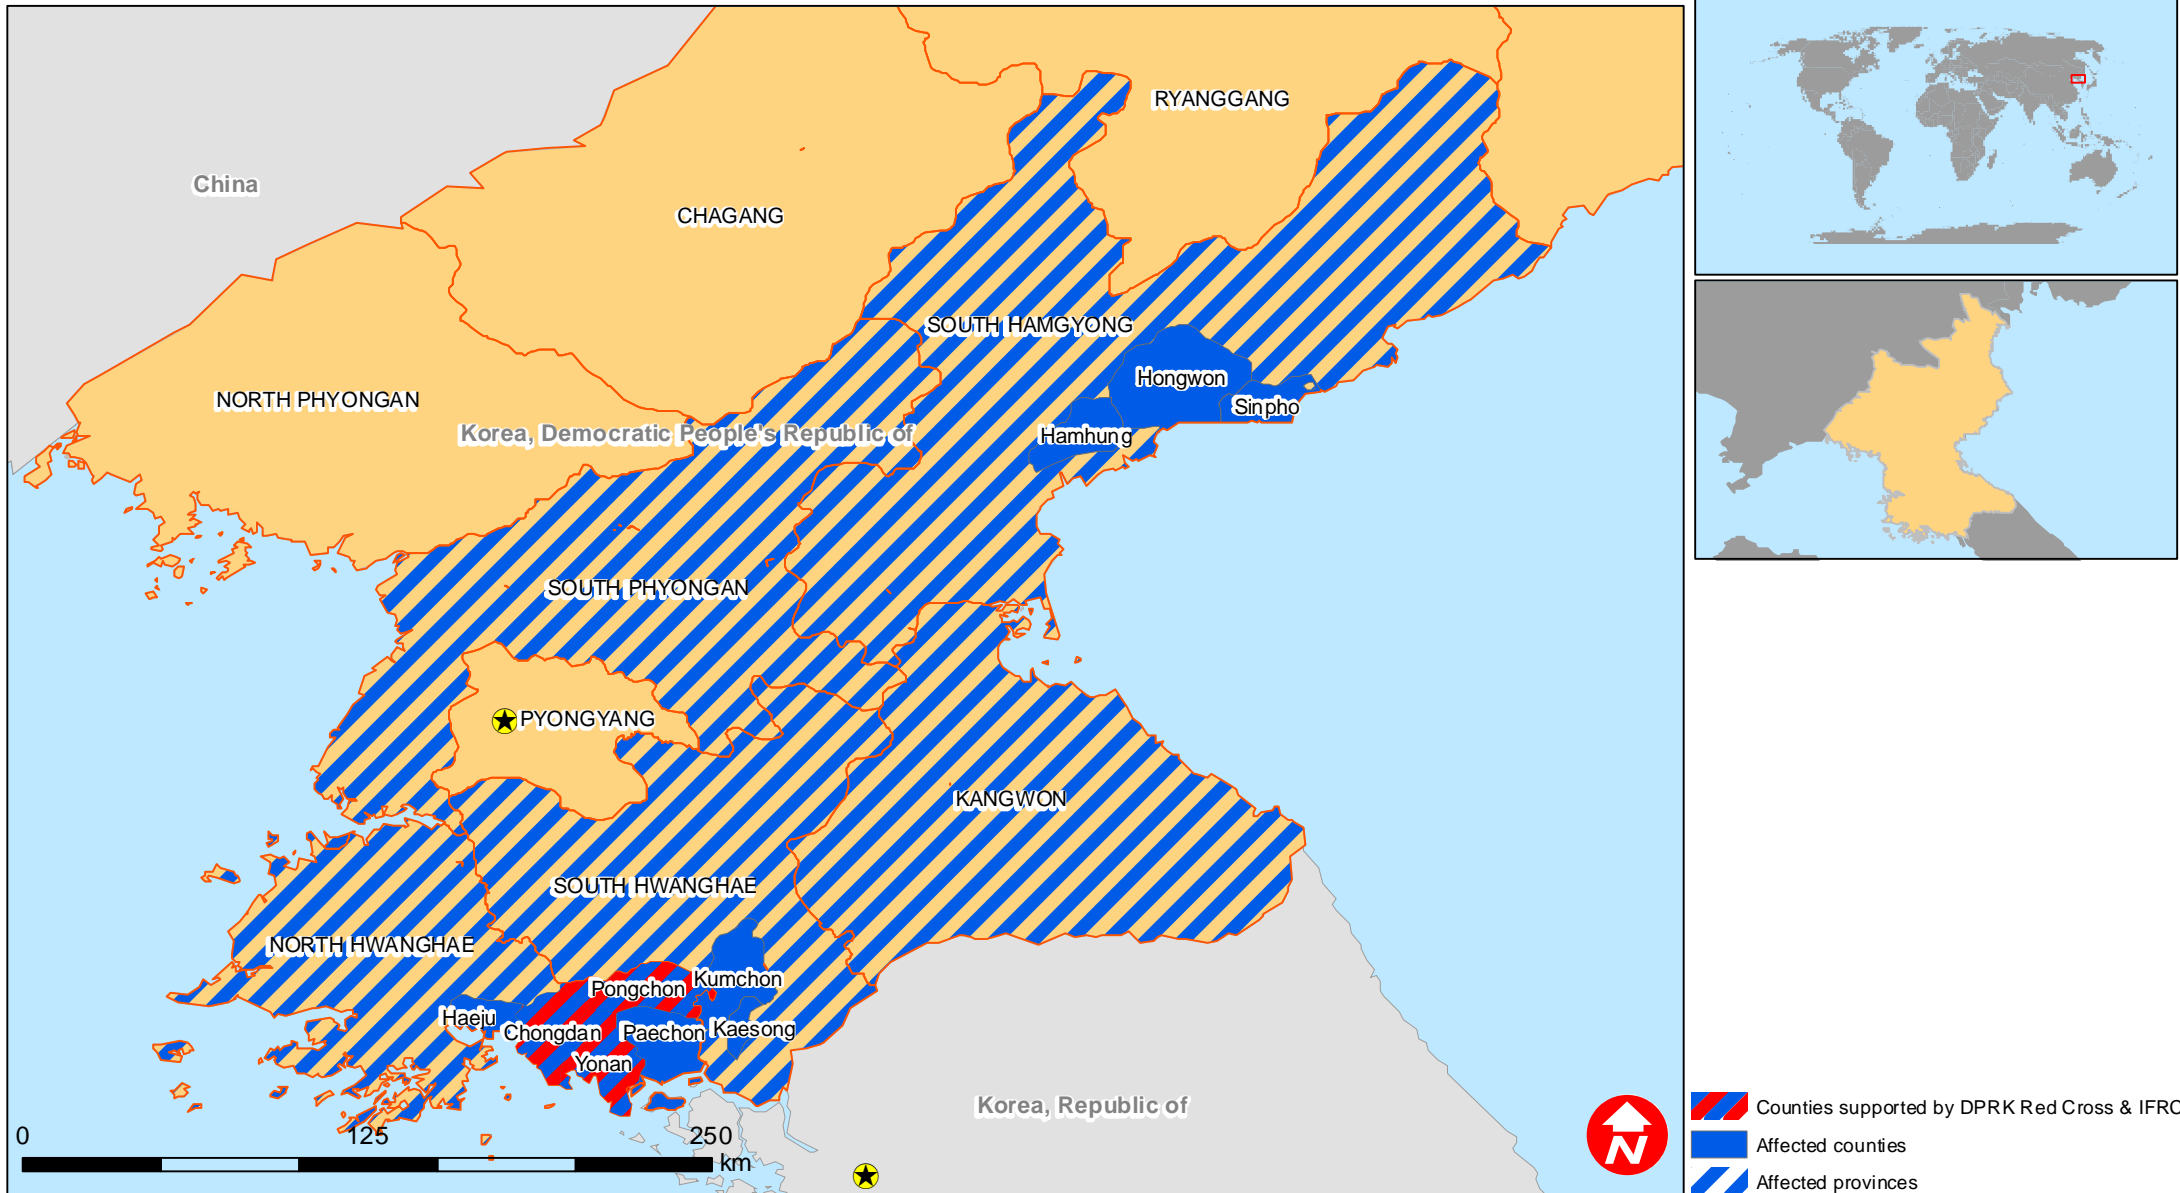 RYANGGANG
China
CHAGANG
SOUTH HAMGYONG
Hongwon
NORTH PHYONGAN
Sinpho
Korea, Democratic People's Republic of
Hamhung
SOUTH PHYONGAN
PYONGYANG
KANGWON
SOUTH HWANGHAE
NORTH HWANGHAE
Kumchon
Pongchon
Haeju
Chongdan
Paechon
Kaesong
Yonan
Korea, Republic of
0 125 250
km
N
Counties supported by DPRK Red Cross & IFRC
Affected counties
Affected provinces